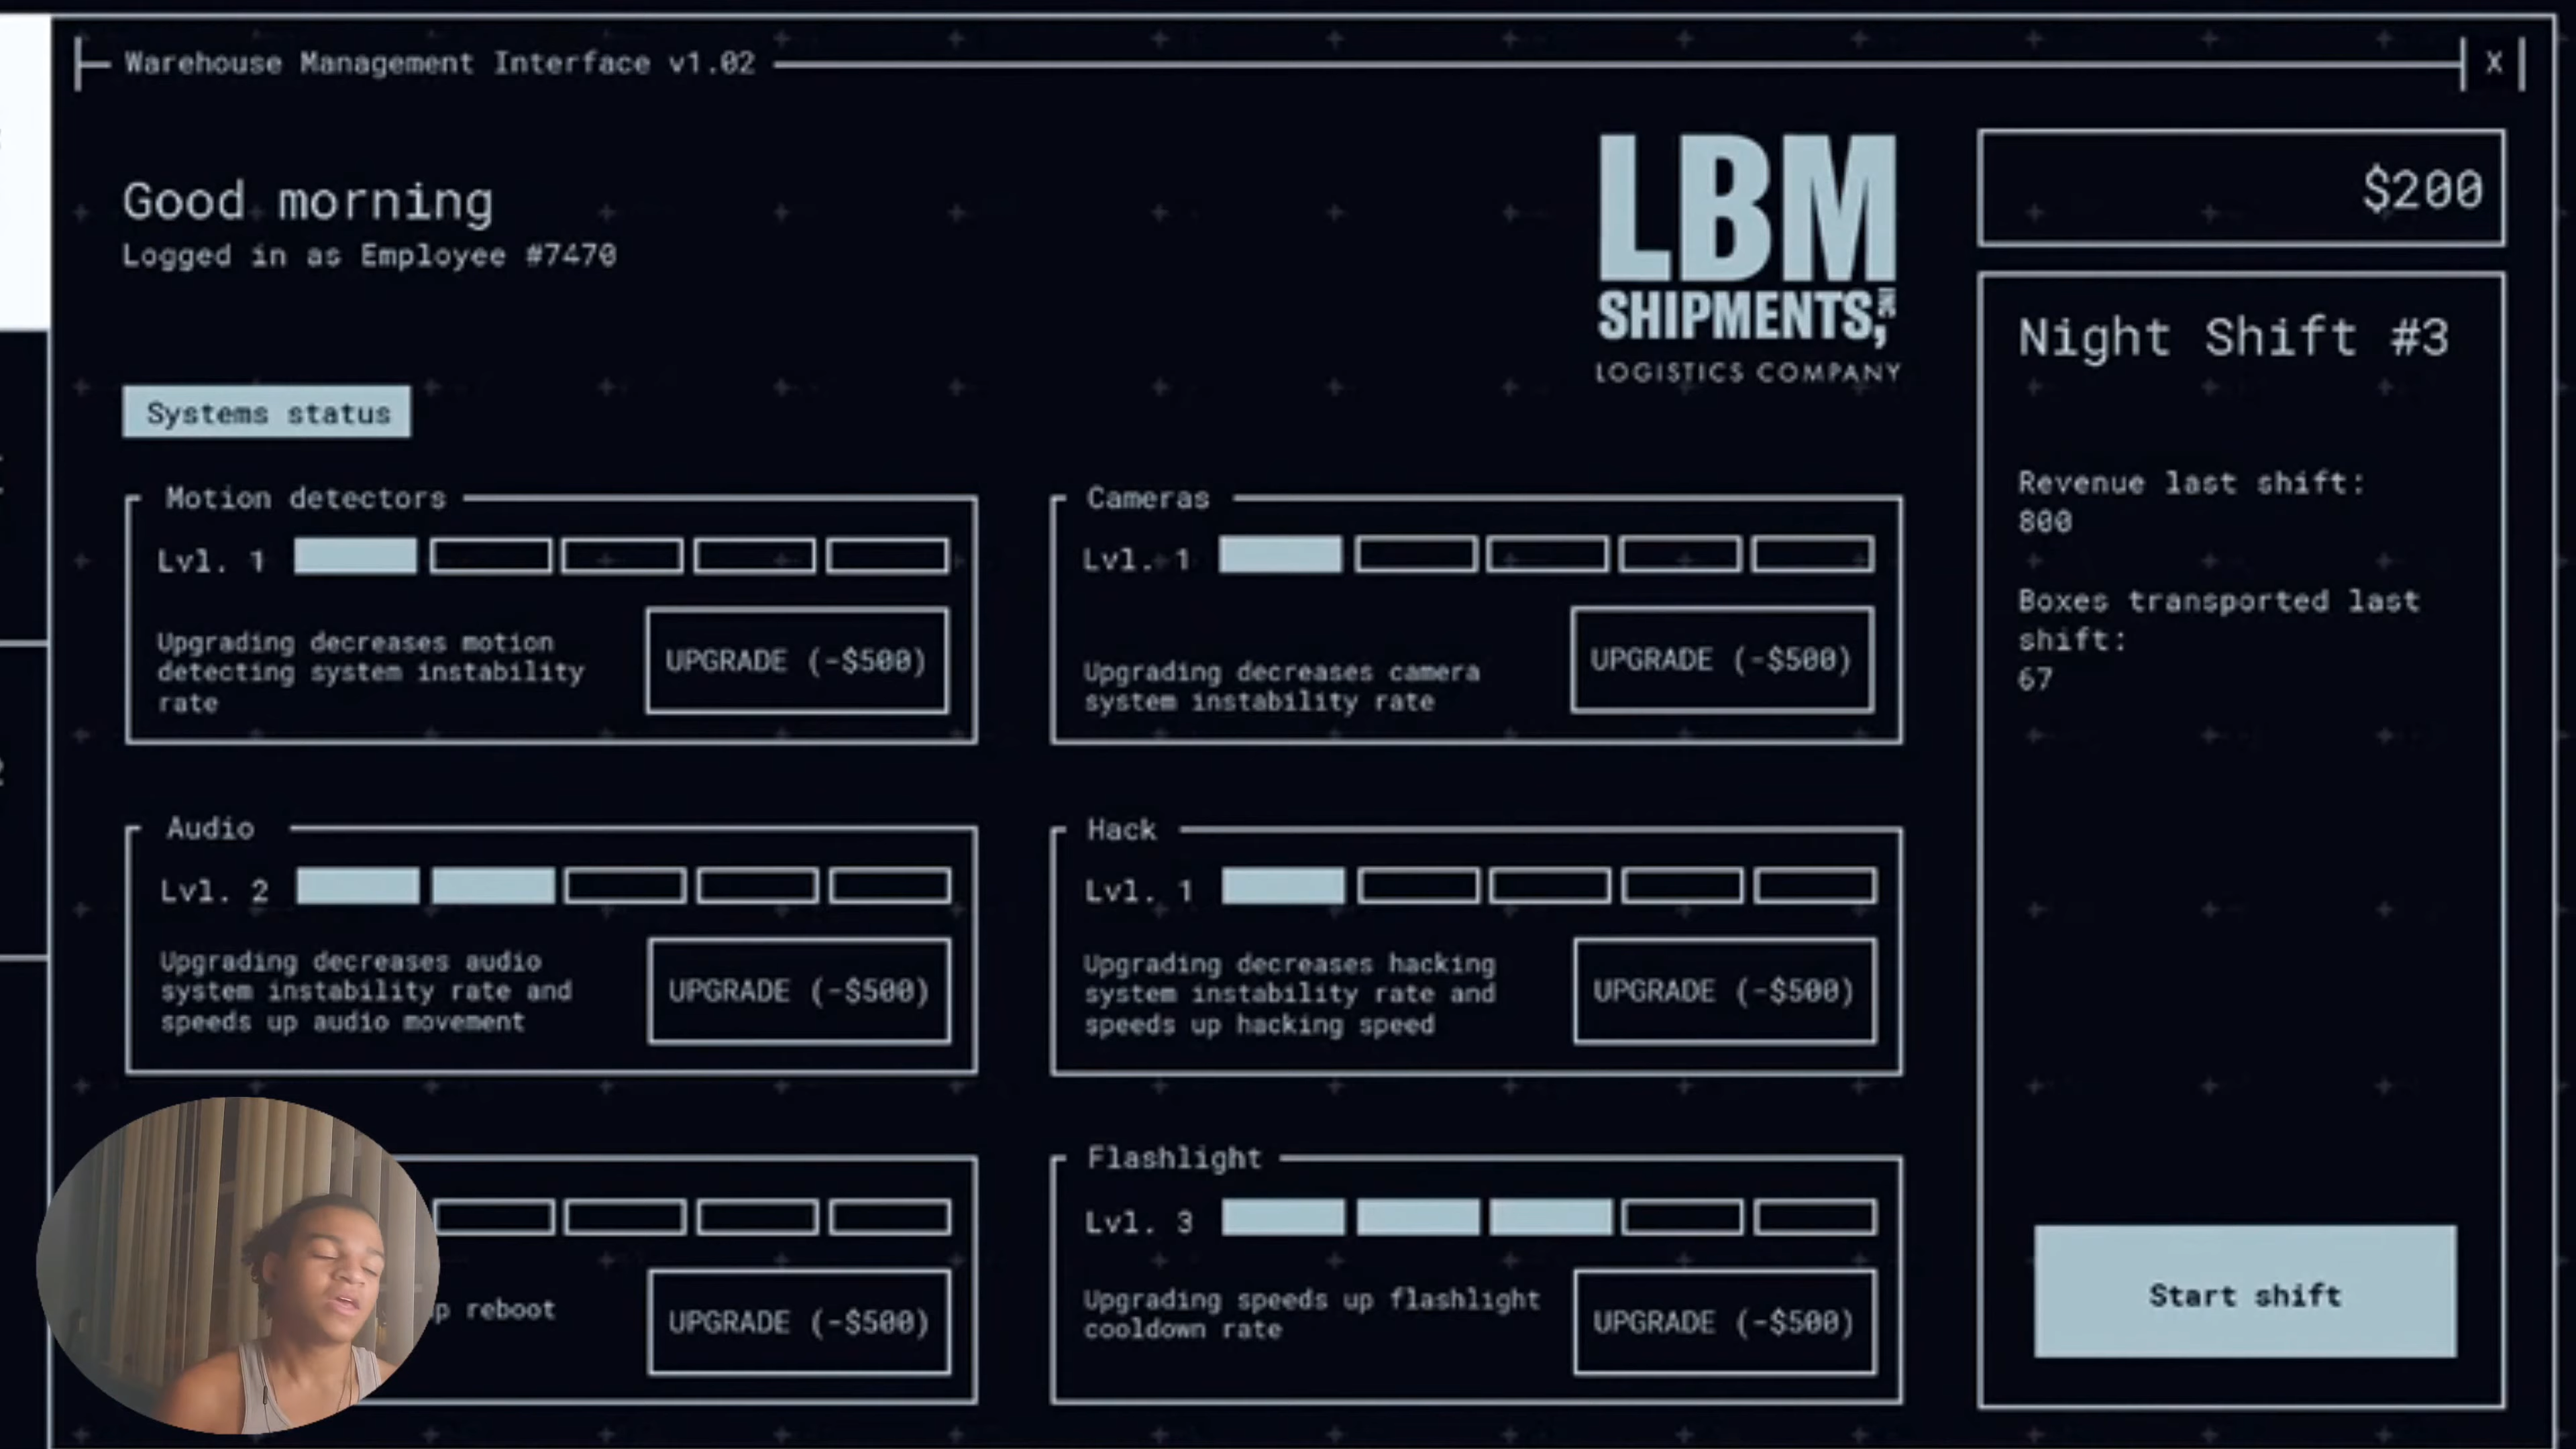 Warehouse Management Interface v1.02
X
Good morning
Logged in as Employee #7470
LBM
SHIPMENTS, INC
LOGISTICS COMPANY
$200
Systems status
Motion detectors
Lvl. 1
Upgrading decreases motion
detecting system instability
rate
UPGRADE (-$500)
Cameras
Lvl. 1
Upgrading decreases camera
system instability rate
UPGRADE (-$500)
Audio
Lvl. 2
Upgrading decreases audio
system instability rate and
speeds up audio movement
UPGRADE (-$500)
Hack
Lvl. 1
Upgrading decreases hacking
system instability rate and
speeds up hacking speed
UPGRADE (-$500)
reboot
UPGRADE (-$500)
Flashlight
Lvl. 3
Upgrading speeds up flashlight
cooldown rate
UPGRADE (-$500)
Night Shift #3
Revenue last shift:
800
Boxes transported last
shift:
67
Start shift